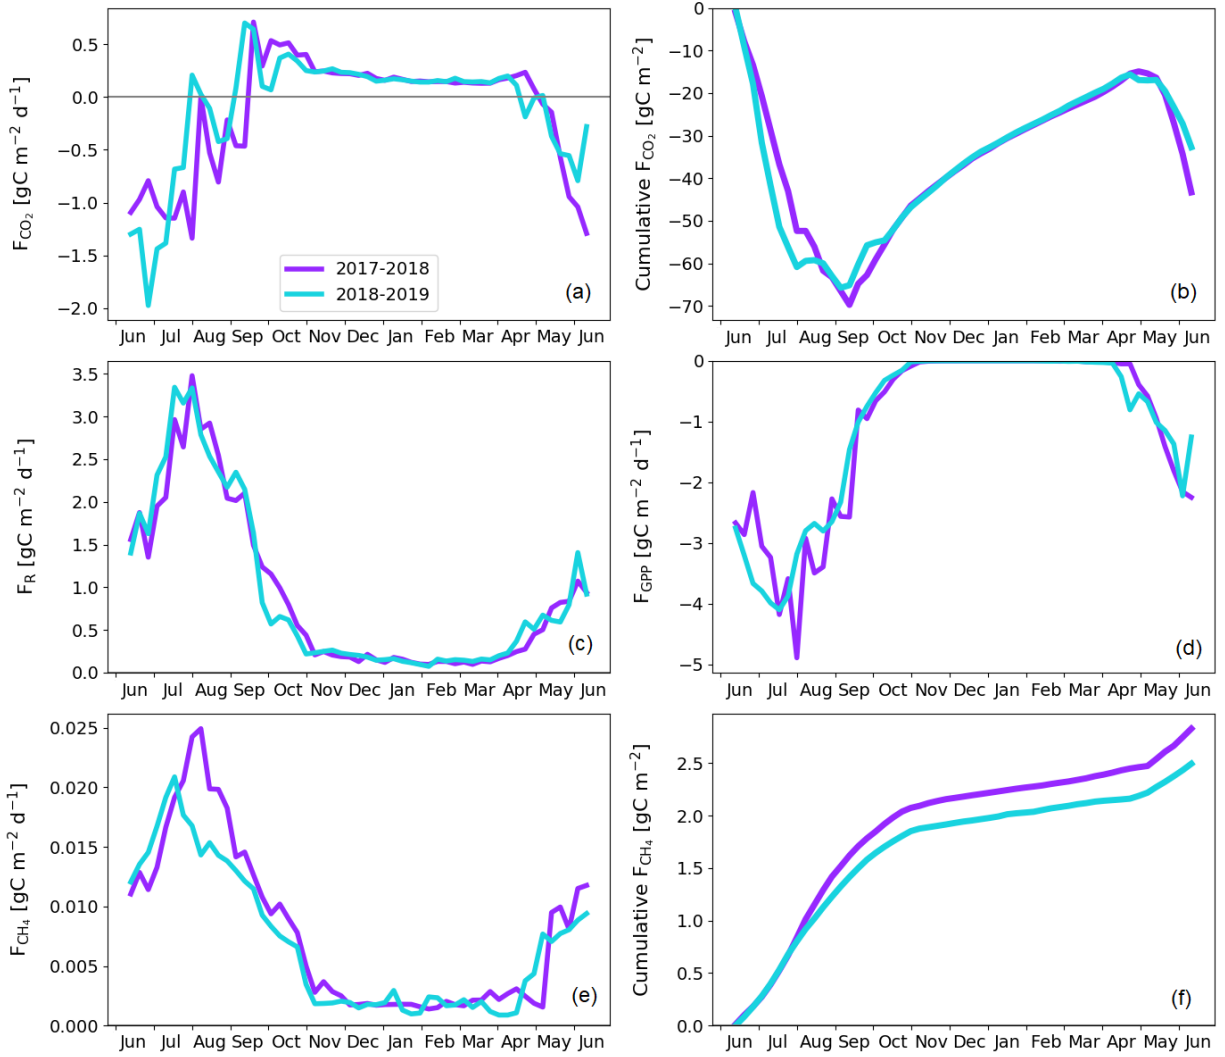 F_CO₂ [gC m⁻² d⁻¹]
0.5
0.0
−0.5
−1.0
−1.5
−2.0
2017-2018
2018-2019
(a)
Jun Jul Aug Sep Oct Nov Dec Jan Feb Mar Apr May Jun
Cumulative F_CO₂ [gC m⁻²]
0
−10
−20
−30
−40
−50
−60
−70
(b)
Jun Jul Aug Sep Oct Nov Dec Jan Feb Mar Apr May Jun
F_R [gC m⁻² d⁻¹]
3.5
3.0
2.5
2.0
1.5
1.0
0.5
0.0
(c)
Jun Jul Aug Sep Oct Nov Dec Jan Feb Mar Apr May Jun
F_GPP [gC m⁻² d⁻¹]
0
−1
−2
−3
−4
−5
(d)
Jun Jul Aug Sep Oct Nov Dec Jan Feb Mar Apr May Jun
F_CH₄ [gC m⁻² d⁻¹]
0.025
0.020
0.015
0.010
0.005
0.000
(e)
Jun Jul Aug Sep Oct Nov Dec Jan Feb Mar Apr May Jun
Cumulative F_CH₄ [gC m⁻²]
2.5
2.0
1.5
1.0
0.5
0.0
(f)
Jun Jul Aug Sep Oct Nov Dec Jan Feb Mar Apr May Jun